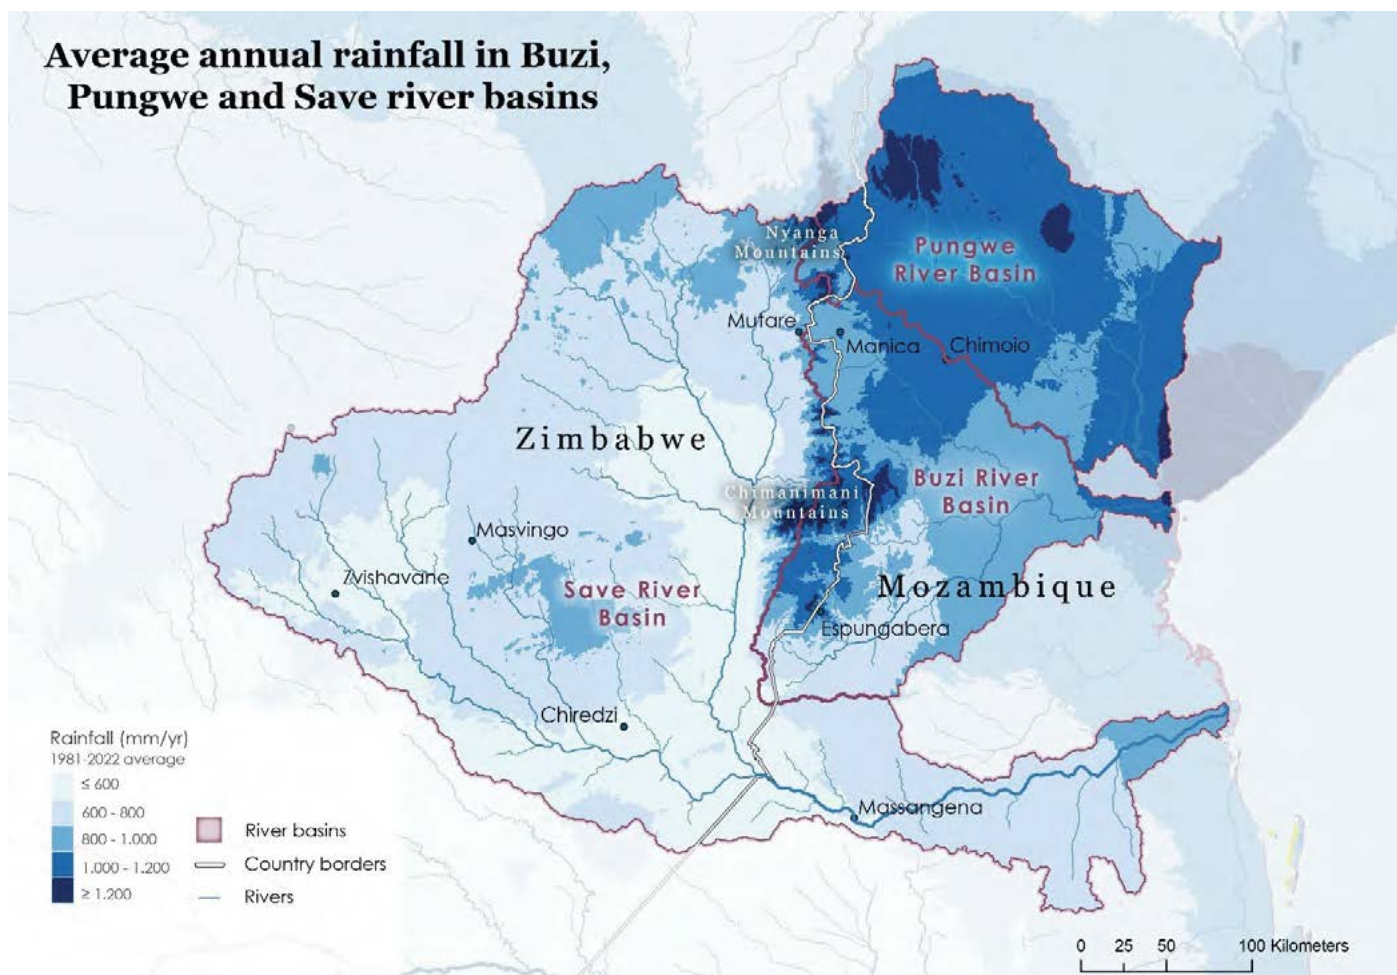 Average annual rainfall in Buzi,
Pungwe and Save river basins
Nyanga
Mountains
Pungwe
River Basin
Mutare
Manica
Chimoio
Zimbabwe
Buzi River
Basin
Chimanimani
Mountains
Masvingo
Zvishavane
Save River
Basin
Mozambique
Espungabera
Chiredzi
Massangena
Rainfall (mm/yr)
1981-2022 average
≤ 600
600 - 800
800 - 1.000
1.000 - 1.200
≥ 1.200
River basins
Country borders
Rivers
0 25 50 100 Kilometers